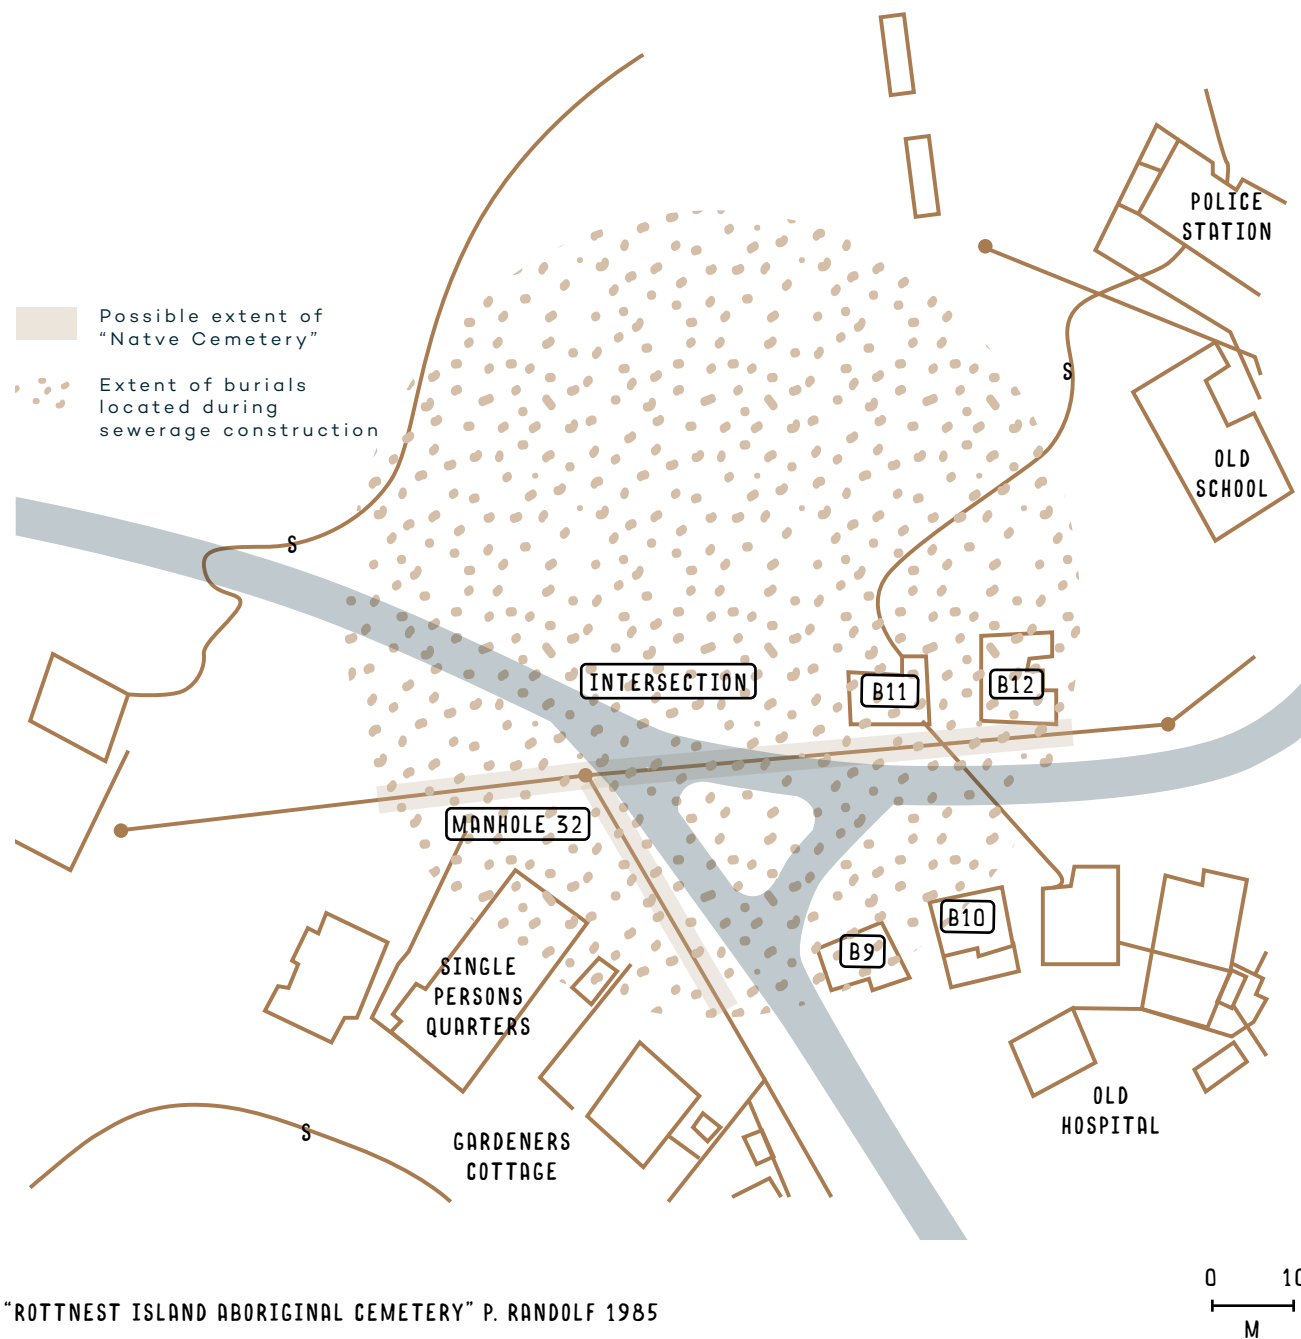 POLICE
STATION
Possible extent of
“Natve Cemetery”
Extent of burials
located during
sewerage construction
S
OLD
SCHOOL
S
INTERSECTION
B11
B12
MANHOLE 32
B10
B9
SINGLE
PERSONS
QUARTERS
OLD
HOSPITAL
S
GARDENERS
COTTAGE
0 10
M
“ROTTNEST ISLAND ABORIGINAL CEMETERY” P. RANDOLF 1985